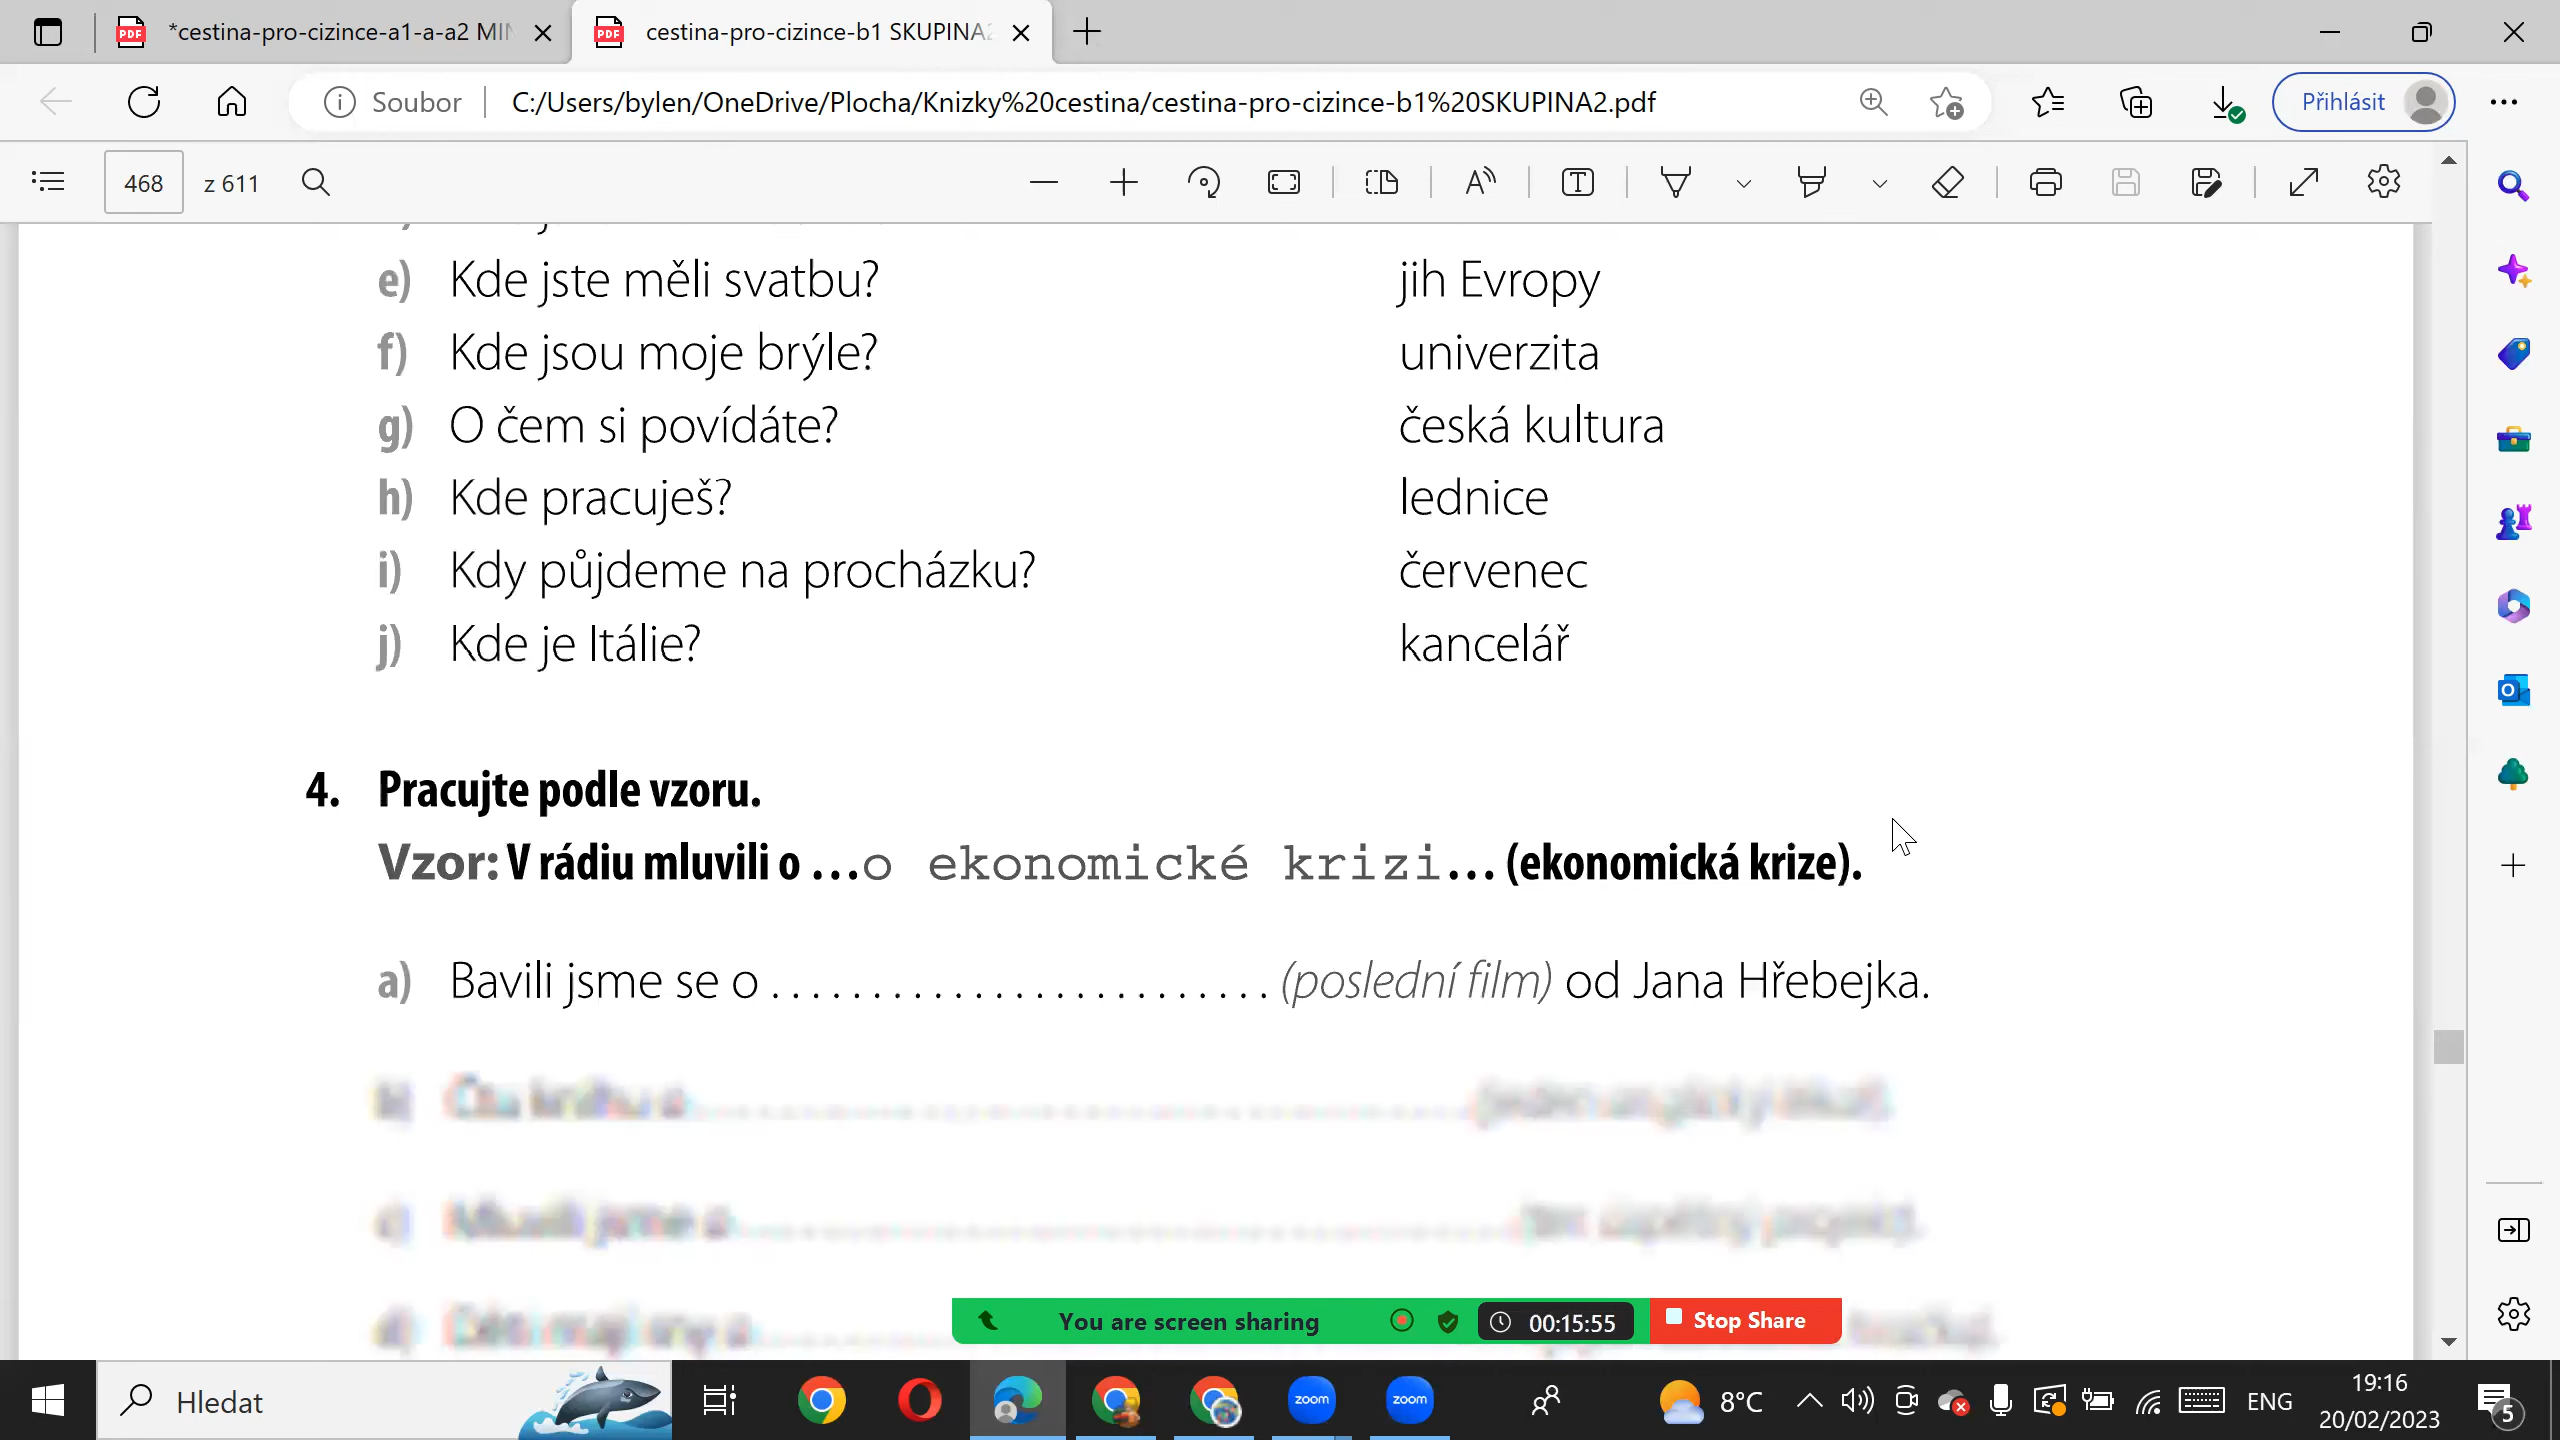 *cestina-pro-cizince-a1-a-a2 MIN
cestina-pro-cizince-b1 SKUPINA2
Soubor
C:/Users/bylen/OneDrive/Plocha/Knizky%20cestina/cestina-pro-cizince-b1%20SKUPINA2.pdf
Přihlásit
468 z 611
e) Kde jste měli svatbu? jih Evropy
f) Kde jsou moje brýle? univerzita
g) O čem si povídáte? česká kultura
h) Kde pracuješ? lednice
i) Kdy půjdeme na procházku? červenec
j) Kde je Itálie? kancelář
4. Pracujte podle vzoru.
Vzor: V rádiu mluvili o ...o ekonomické krizi... (ekonomická krize).
a) Bavili jsme se o ......................... (poslední film) od Jana Hřebejka.
You are screen sharing 00:15:55 Stop Share
Hledat
zoom zoom
8°C ENG
19:16
20/02/2023
5